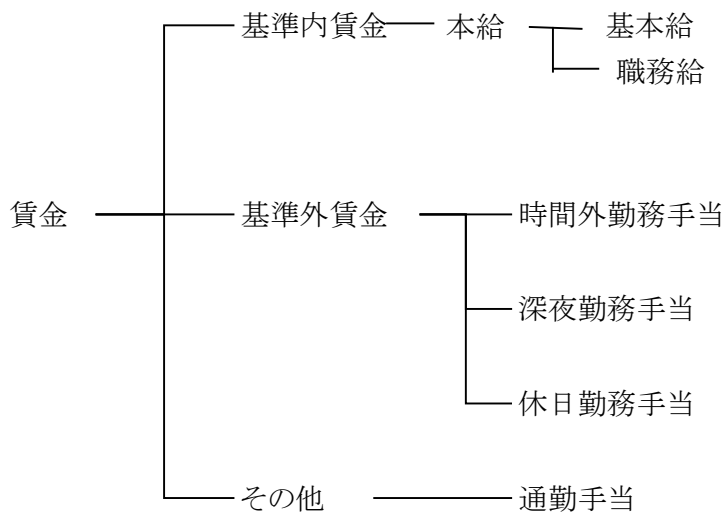 基準内賃金 本給 基本給
職務給
賃金 基準外賃金 時間外勤務手当
深夜勤務手当
休日勤務手当
その他 通勤手当